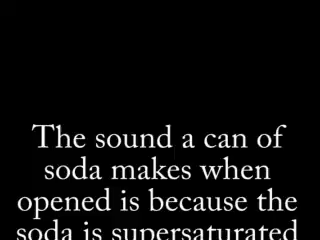 The sound a can of
soda makes when
opened is because the
soda is supersaturated